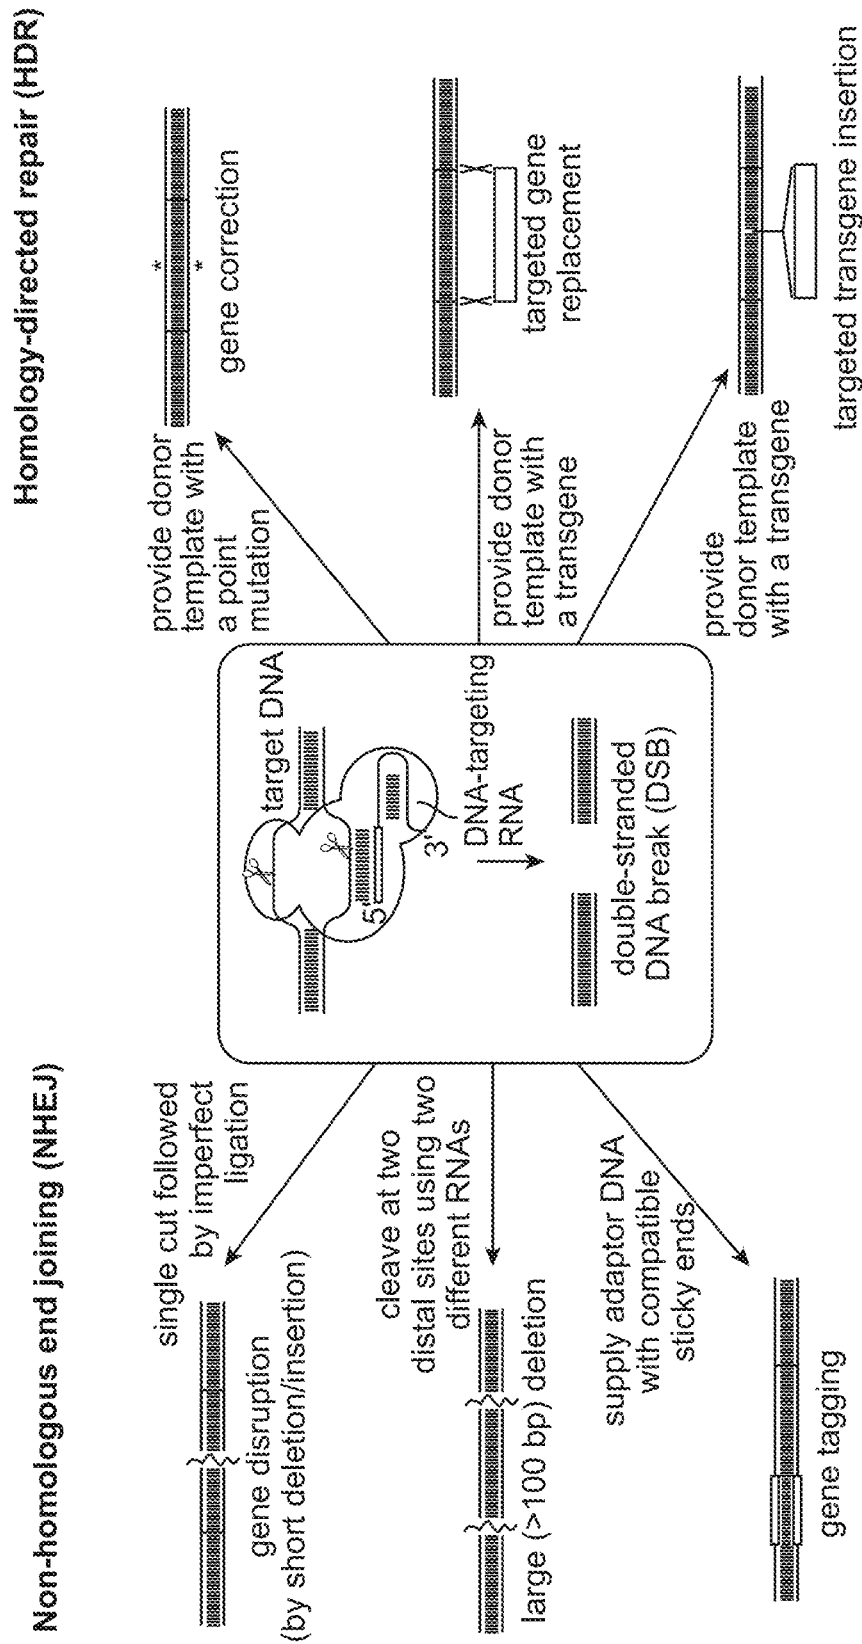 Non-homologous end joining (NHEJ)
Homology-directed repair (HDR)
single cut followed
by imperfect
ligation
gene disruption
(by short deletion/insertion)
cleave at two
distal sites using two
different RNAs
large (>100 bp) deletion
supply adaptor DNA
with compatible
sticky ends
gene tagging
target DNA
5'
3'
DNA-targeting
RNA
double-stranded
DNA break (DSB)
provide donor
template with
a point
mutation
*
*
gene correction
provide donor
template with
a transgene
targeted gene
replacement
provide
donor template
with a transgene
targeted transgene insertion